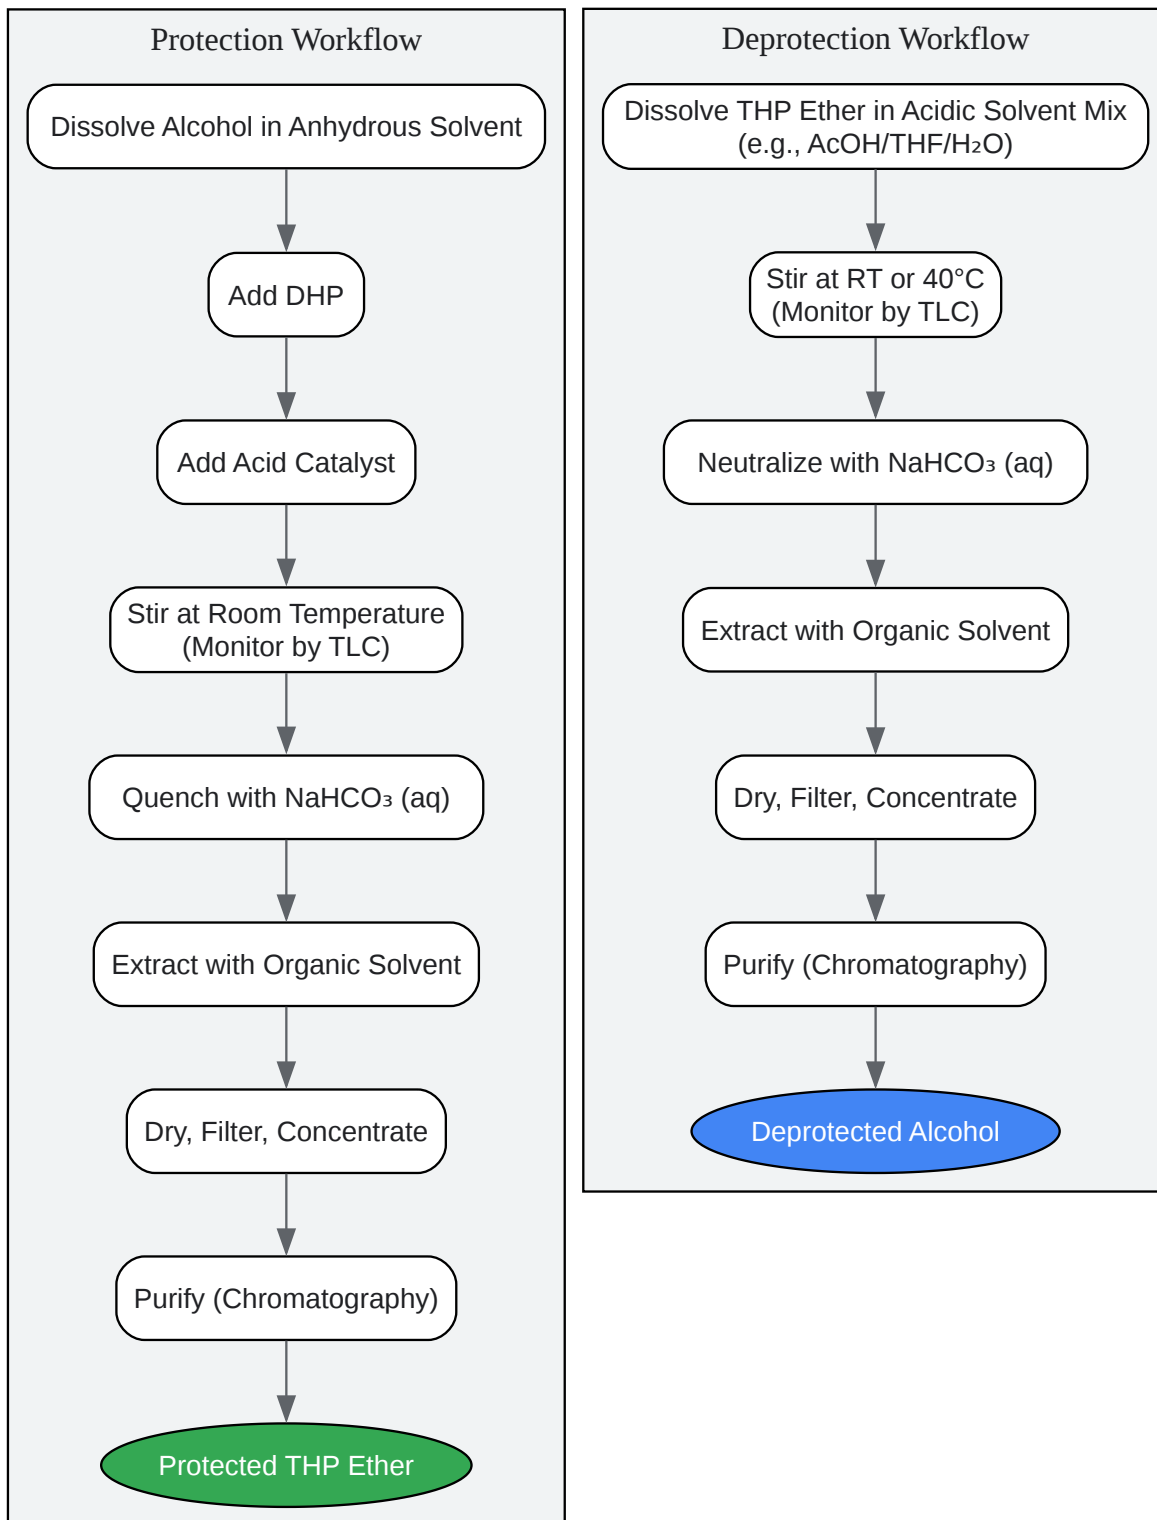 Protection Workflow
Dissolve Alcohol in Anhydrous Solvent
Add DHP
Add Acid Catalyst
Stir at Room Temperature
(Monitor by TLC)
Quench with NaHCO₃ (aq)
Extract with Organic Solvent
Dry, Filter, Concentrate
Purify (Chromatography)
Protected THP Ether
Deprotection Workflow
Dissolve THP Ether in Acidic Solvent Mix
(e.g., AcOH/THF/H₂O)
Stir at RT or 40°C
(Monitor by TLC)
Neutralize with NaHCO₃ (aq)
Extract with Organic Solvent
Dry, Filter, Concentrate
Purify (Chromatography)
Deprotected Alcohol